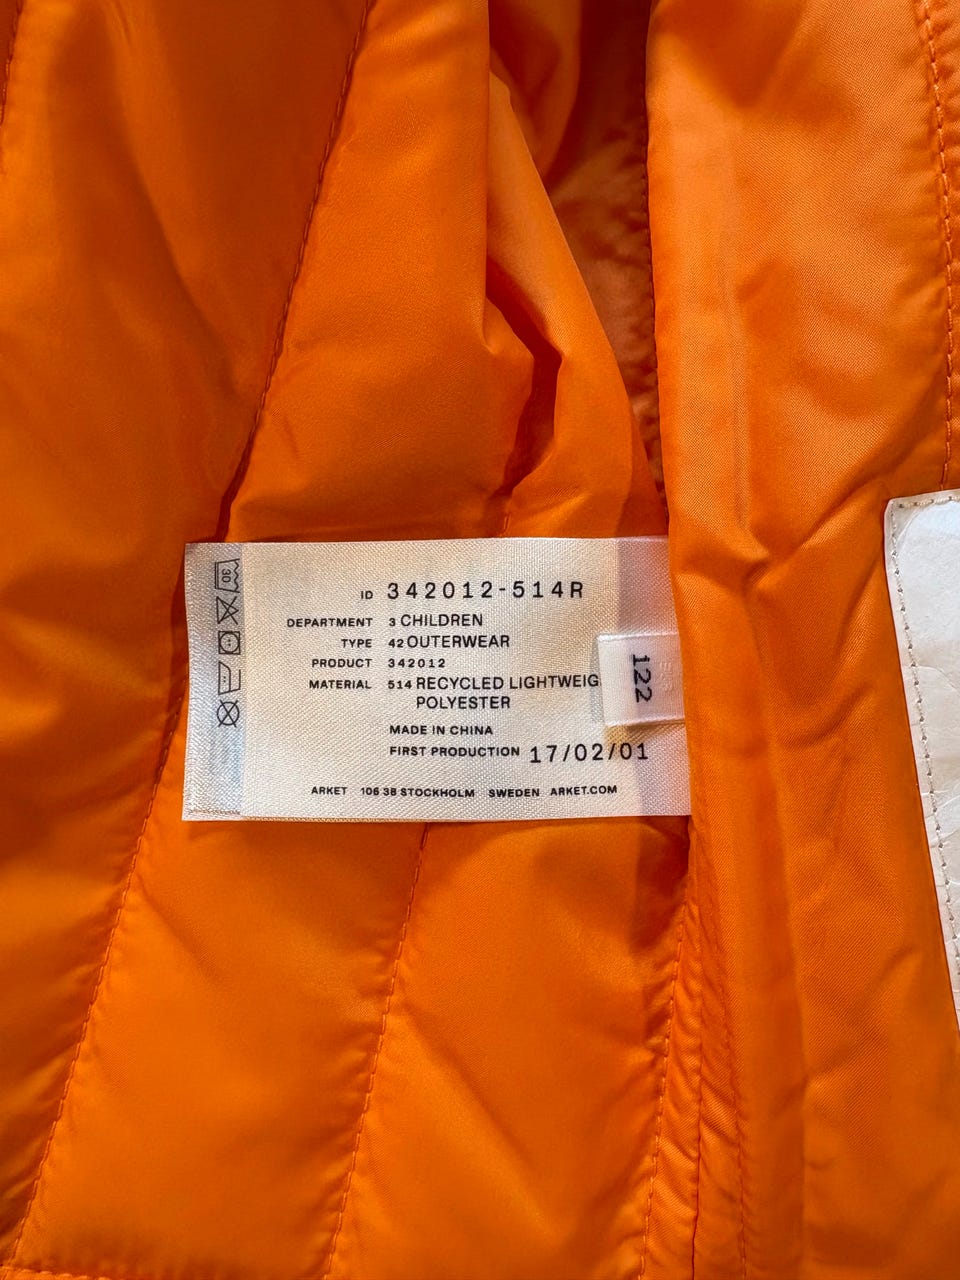 ID 342012-514R
DEPARTMENT 3 CHILDREN
TYPE 42 OUTERWEAR
PRODUCT 342012
MATERIAL 514 RECYCLED LIGHTWEIG
POLYESTER
MADE IN CHINA
FIRST PRODUCTION 17/02/01
ARKET 106 38 STOCKHOLM SWEDEN ARKET.COM
30
122